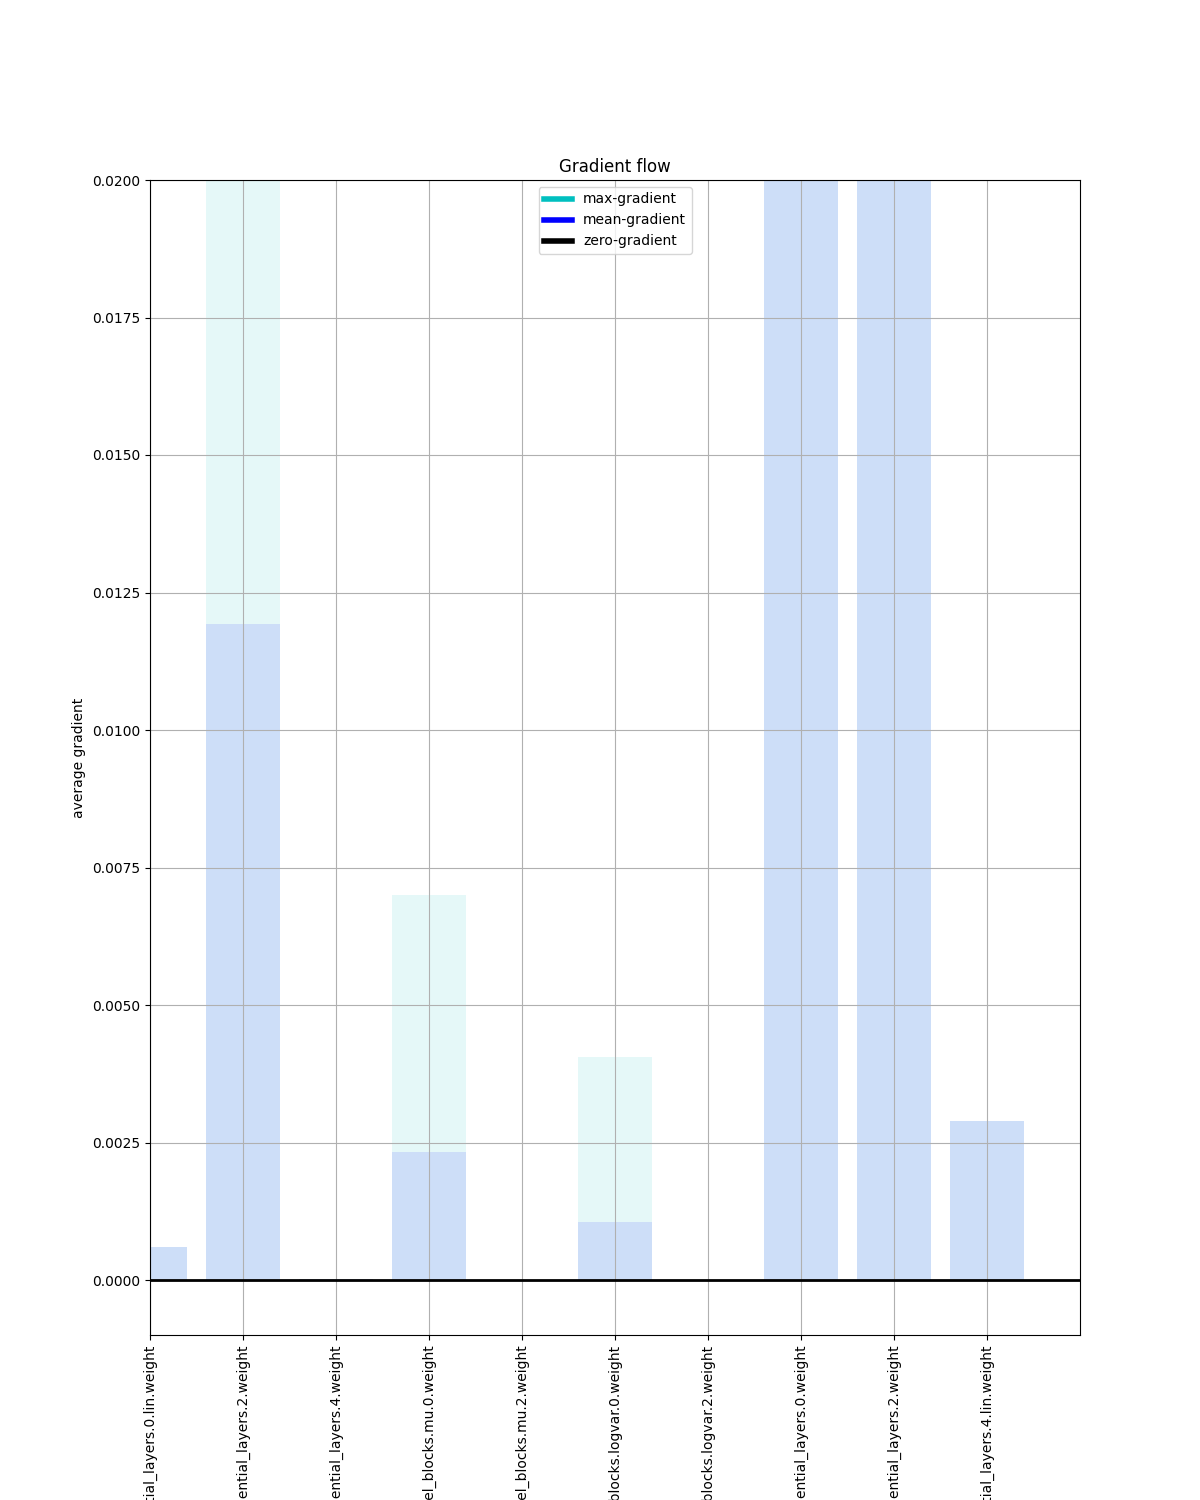 Gradient flow
max-gradient
mean-gradient
zero-gradient
average gradient
0.0200
0.0175
0.0150
0.0125
0.0100
0.0075
0.0050
0.0025
0.0000
tial_layers.0.lin.weight
ential_layers.2.weight
ential_layers.4.weight
el_blocks.mu.0.weight
el_blocks.mu.2.weight
blocks.logvar.0.weight
blocks.logvar.2.weight
ential_layers.0.weight
ential_layers.2.weight
tial_layers.4.lin.weight